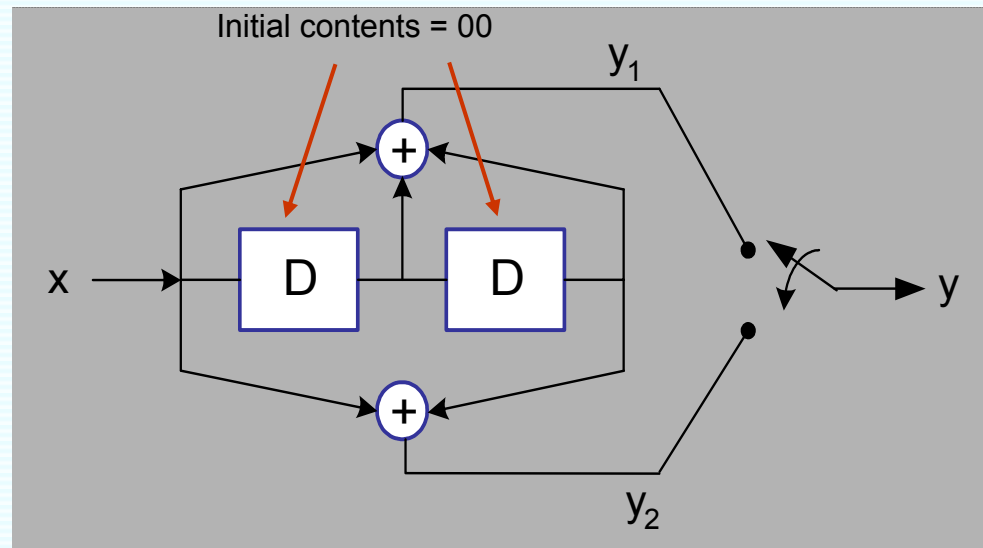 Initial contents = 00
y₁
+
x
D
D
y
+
y₂